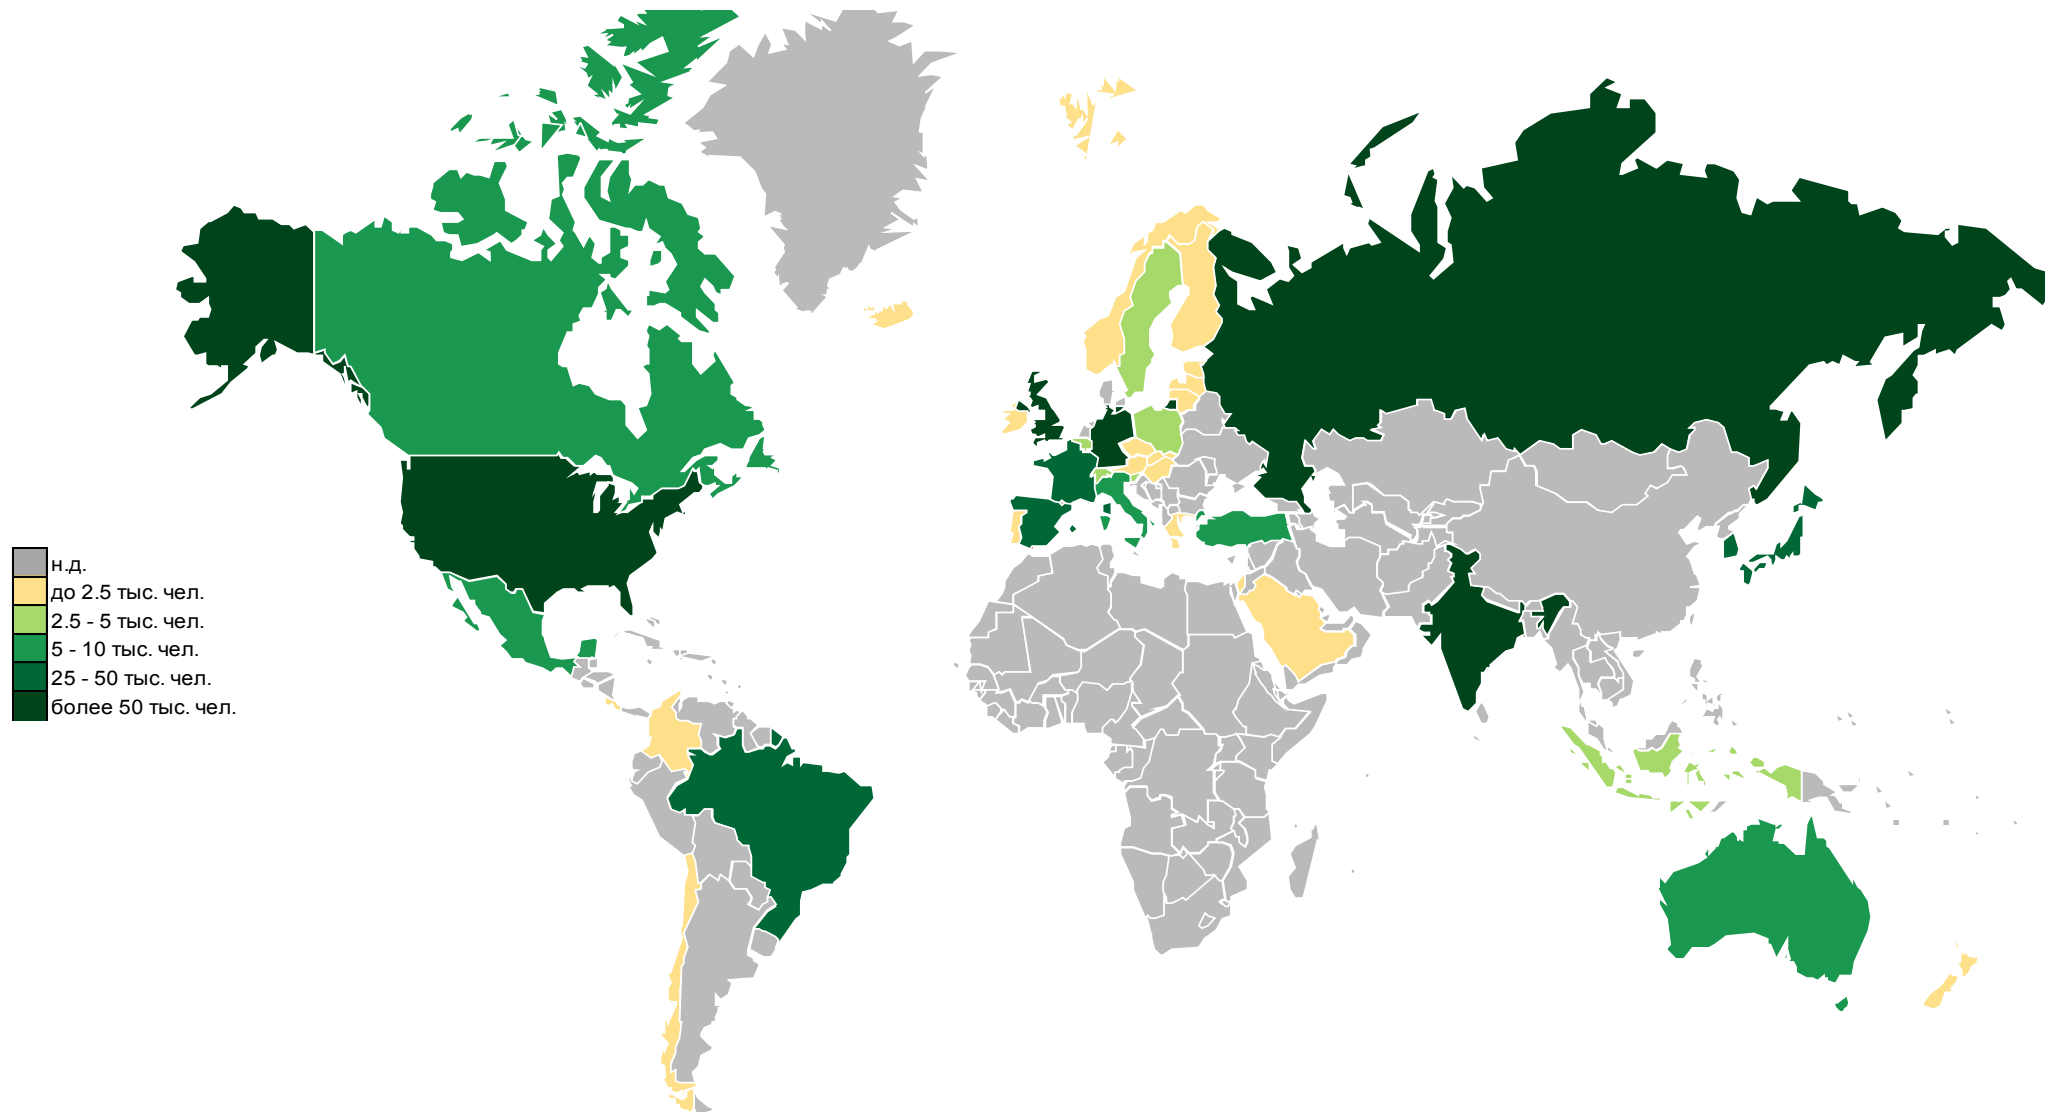 н.д.
до 2.5 тыс. чел.
2.5 - 5 тыс. чел.
5 - 10 тыс. чел.
25 - 50 тыс. чел.
более 50 тыс. чел.